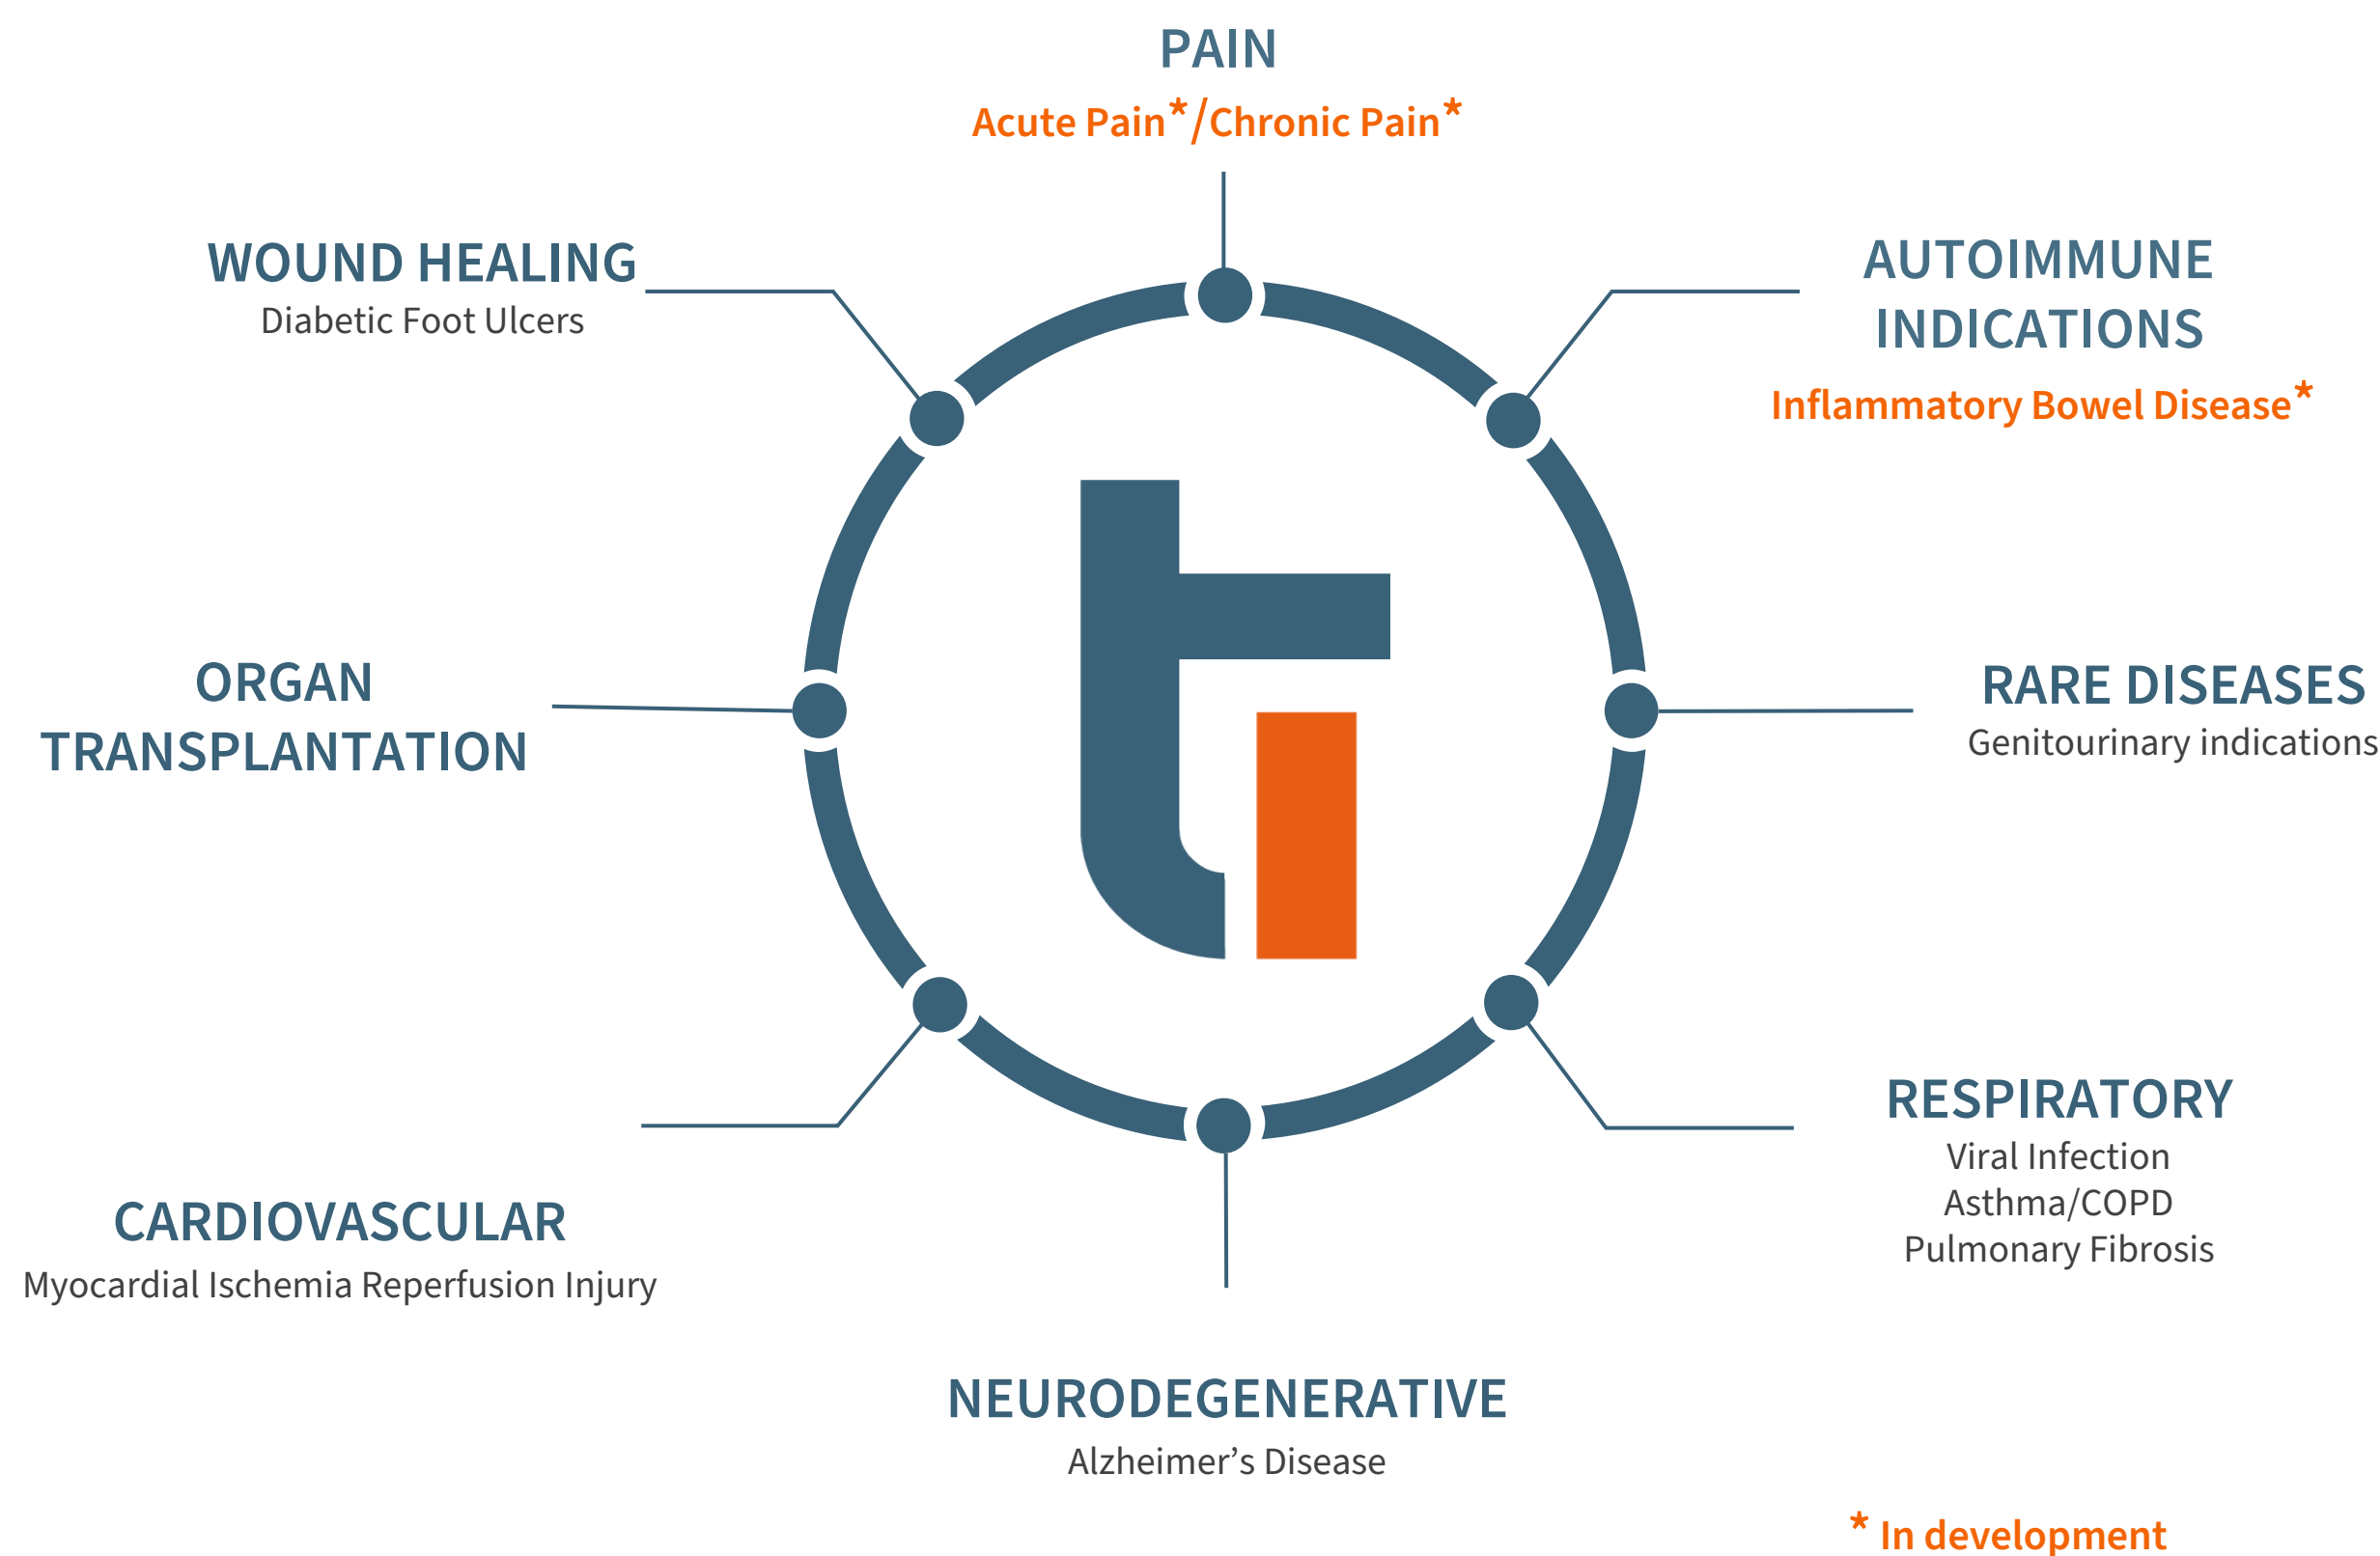 PAIN
Acute Pain*/Chronic Pain*
WOUND HEALING
Diabetic Foot Ulcers
AUTOIMMUNE
INDICATIONS
Inflammatory Bowel Disease*
ORGAN
TRANSPLANTATION
RARE DISEASES
Genitourinary indications
RESPIRATORY
Viral Infection
Asthma/COPD
Pulmonary Fibrosis
CARDIOVASCULAR
Myocardial Ischemia Reperfusion Injury
NEURODEGENERATIVE
Alzheimer’s Disease
* In development